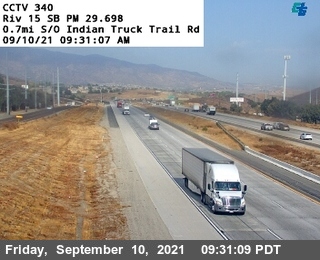 CCTV 340
Riv 15 SB PM 29.698
0.7mi S/O Indian Truck Trail Rd
09/10/21 09:31:07 AM
Friday, September 10, 2021 09:31:09 PDT